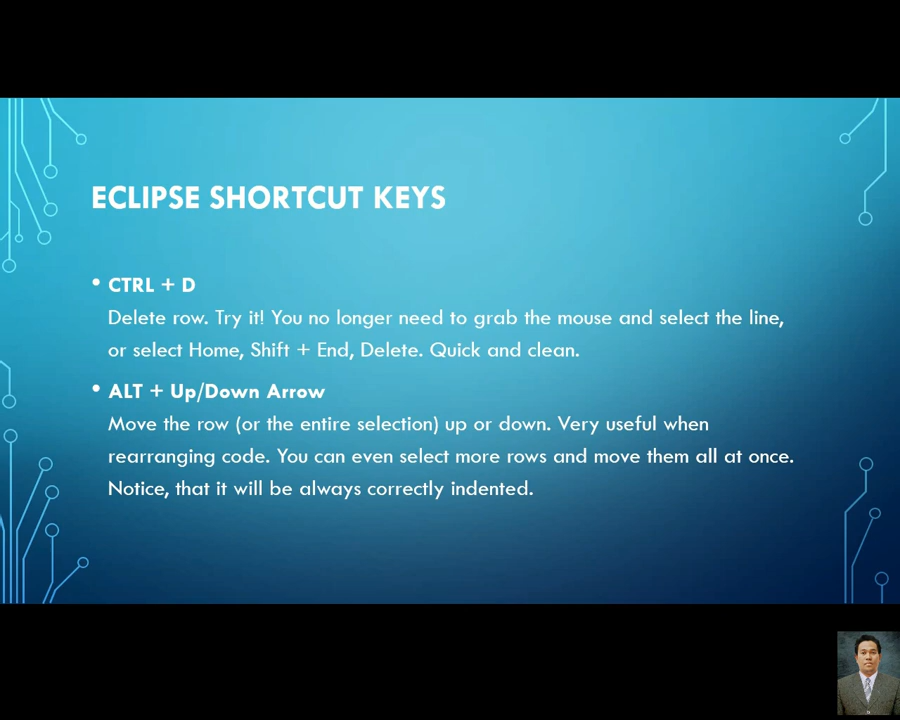 ECLIPSE SHORTCUT KEYS
• CTRL + D
Delete row. Try it! You no longer need to grab the mouse and select the line,
or select Home, Shift + End, Delete. Quick and clean.
• ALT + Up/Down Arrow
Move the row (or the entire selection) up or down. Very useful when
rearranging code. You can even select more rows and move them all at once.
Notice, that it will be always correctly indented.